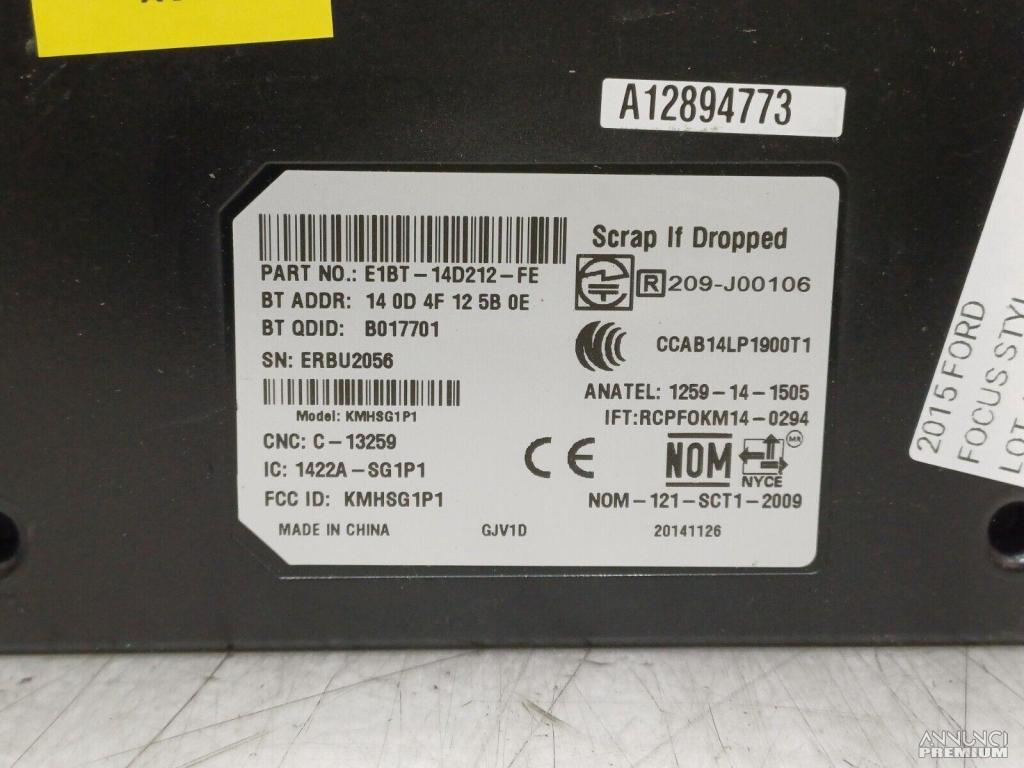 A12894773
Scrap If Dropped
PART NO.: E1BT-14D212-FE
BT ADDR: 14 0D 4F 12 5B 0E
R 209-J00106
BT QDID: B017701
CCAB14LP1900T1
SN: ERBU2056
ANATEL: 1259-14-1505
Model: KMHSG1P1
IFT:RCPFOKM14-0294
CNC: C-13259
CE
NOM
MR
NYCE
IC: 1422A-SG1P1
FCC ID: KMHSG1P1
NOM-121-SCT1-2009
MADE IN CHINA
GJV1D
20141126
2015 FORD
FOCUS STYL
LOT
ANNUNCI
PREMIUM